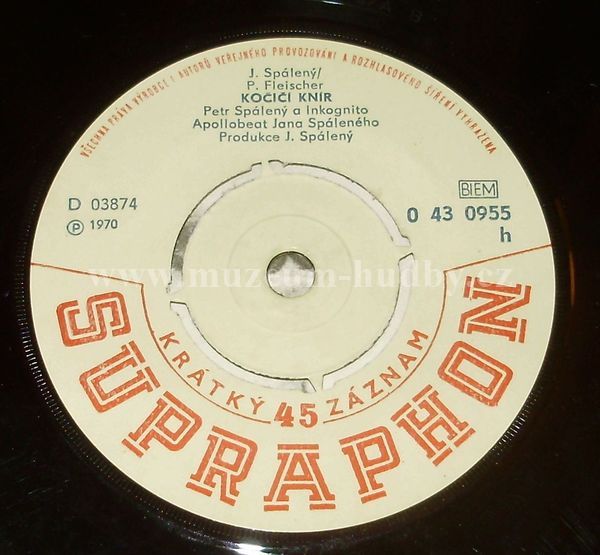 VŠECHNA PRÁVA VÝROBCE I AUTORŮ VEŘEJNÉHO PROVOZOVÁNÍ A ROZHLASOVÉHO ŠÍŘENÍ VYHRAZENA
J. Spálený/
P. Fleischer
KOČIČÍ KNÍR
Petr Spálený a Inkognito
Apollobeat Jana Spáleného
Produkce J. Spálený
D 03874
℗ 1970
BIEM
0 43 0955
h
www.muzeum-hudby.cz
KRÁTKÝ 45 ZÁZNAM
SUPRAPHON